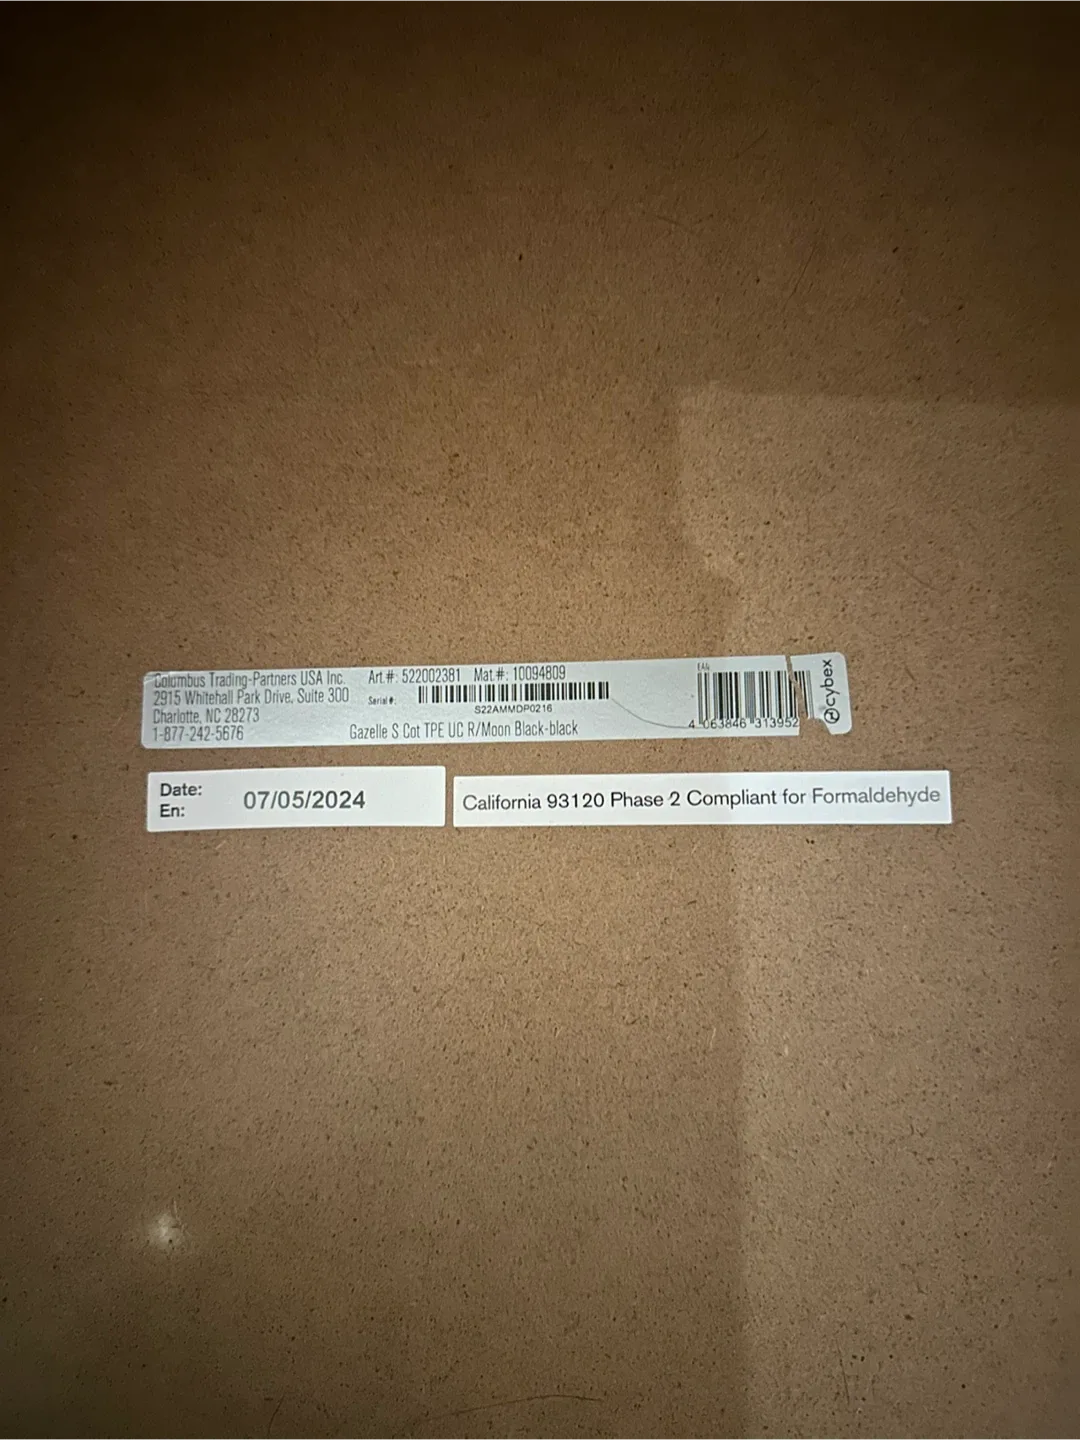 Columbus Trading-Partners USA Inc.
2915 Whitehall Park Drive, Suite 300
Charlotte, NC 28273
1-877-242-5676
Art.#: 522002381 Mat.#: 10094809
Serial#:
S22AMMDP0216
Gazelle S Cot TPE UC R/Moon Black-black
4 063846 313952
cybex
Date:
En:
07/05/2024
California 93120 Phase 2 Compliant for Formaldehyde